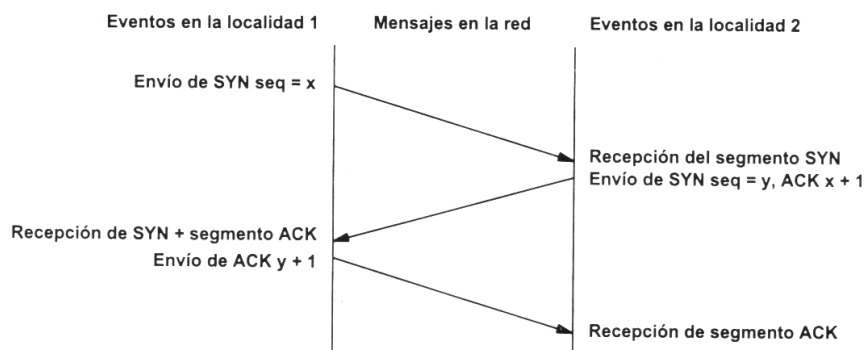 Eventos en la localidad 1 Mensajes en la red Eventos en la localidad 2
Envío de SYN seq = x
Recepción del segmento SYN
Envío de SYN seq = y, ACK x + 1
Recepción de SYN + segmento ACK
Envío de ACK y + 1
Recepción de segmento ACK